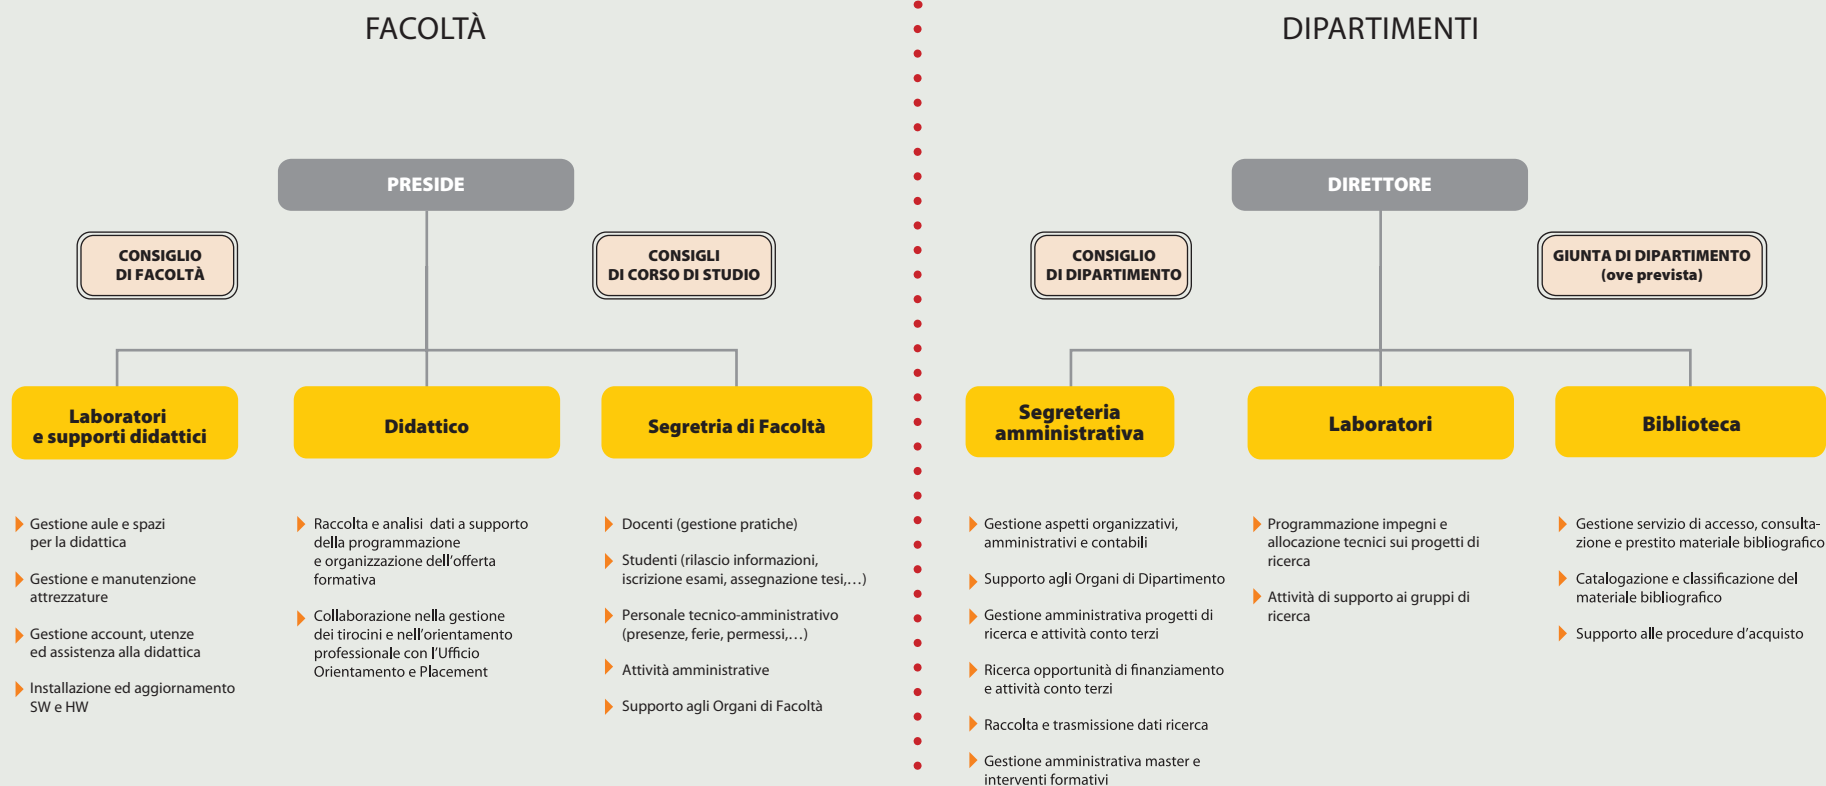 FACOLTÀ
PRESIDE
CONSIGLIO
DI FACOLTÀ
CONSIGLI
DI CORSO DI STUDIO
Laboratori
e supporti didattici
Didattico
Segretria di Facoltà
Gestione aule e spazi
per la didattica
Gestione e manutenzione
attrezzature
Gestione account, utenze
ed assistenza alla didattica
Installazione ed aggiornamento
SW e HW
Raccolta e analisi dati a supporto
della programmazione
e organizzazione dell'offerta
formativa
Collaborazione nella gestione
dei tirocini e nell'orientamento
professionale con l'Ufficio
Orientamento e Placement
Docenti (gestione pratiche)
Studenti (rilascio informazioni,
iscrizione esami, assegnazione tesi,…)
Personale tecnico-amministrativo
(presenze, ferie, permessi,…)
Attività amministrative
Supporto agli Organi di Facoltà
DIPARTIMENTI
DIRETTORE
CONSIGLIO
DI DIPARTIMENTO
GIUNTA DI DIPARTIMENTO
(ove prevista)
Segreteria
amministrativa
Laboratori
Biblioteca
Gestione aspetti organizzativi,
amministrativi e contabili
Supporto agli Organi di Dipartimento
Gestione amministrativa progetti di
ricerca e attività conto terzi
Ricerca opportunità di finanziamento
e attività conto terzi
Raccolta e trasmissione dati ricerca
Gestione amministrativa master e
interventi formativi
Programmazione impegni e
allocazione tecnici sui progetti di
ricerca
Attività di supporto ai gruppi di
ricerca
Gestione servizio di accesso, consulta-
zione e prestito materiale bibliografico
Catalogazione e classificazione del
materiale bibliografico
Supporto alle procedure d'acquisto